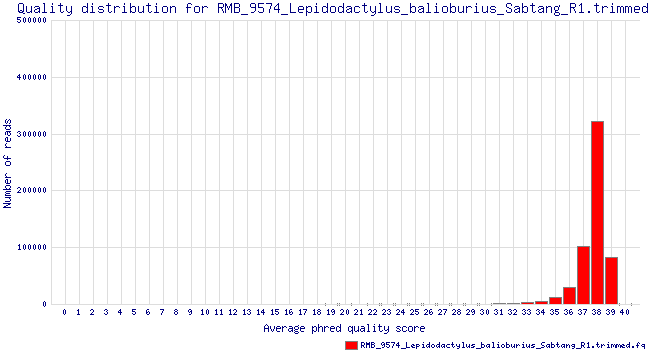 Quality distribution for RMB_9574_Lepidodactylus_balioburius_Sabtang_R1.trimmed
500000
400000
300000
200000
100000
0
Number of reads
0 1 2 3 4 5 6 7 8 9 10 11 12 13 14 15 16 17 18 19 20 21 22 23 24 25 26 27 28 29 30 31 32 33 34 35 36 37 38 39 40
Average phred quality score
RMB_9574_Lepidodactylus_balioburius_Sabtang_R1.trimmed.fq